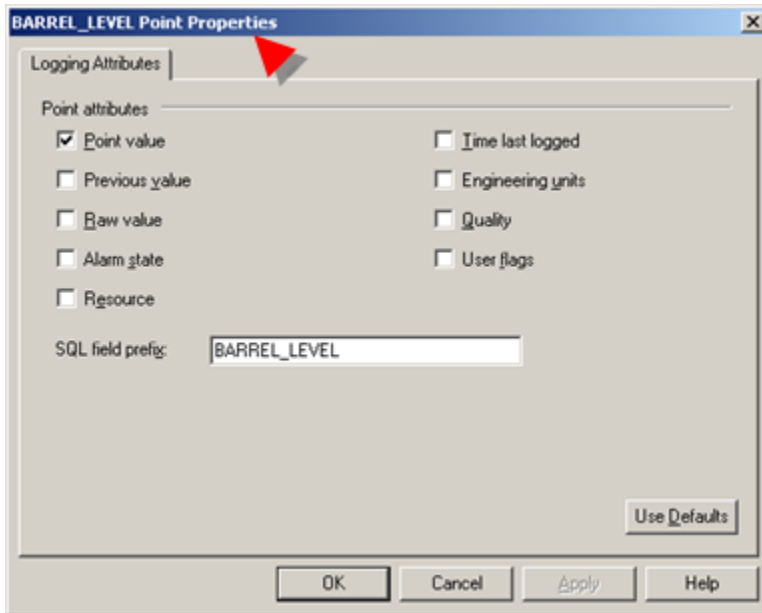 BARREL_LEVEL Point Properties
Logging Attributes
Point attributes
Point value
Time last logged
Previous value
Engineering units
Raw value
Quality
Alarm state
User flags
Resource
SQL field prefix: BARREL_LEVEL
Use Defaults
OK Cancel Apply Help